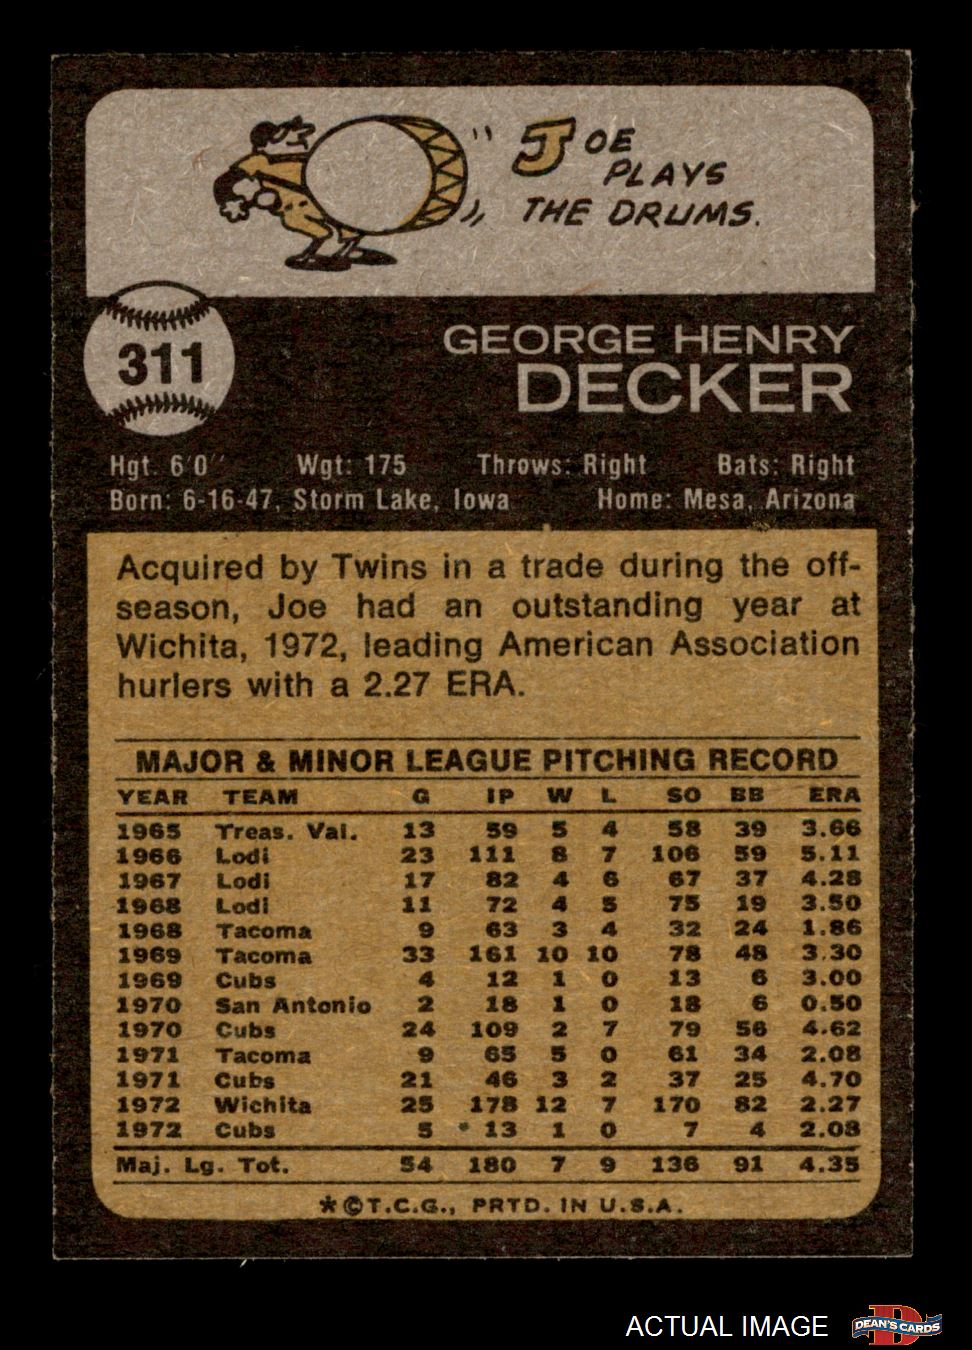 JOE
PLAYS
THE DRUMS.
311
GEORGE HENRY
DECKER
Hgt. 6'0'' Wgt: 175 Throws: Right Bats: Right
Born: 6-16-47, Storm Lake, Iowa Home: Mesa, Arizona
Acquired by Twins in a trade during the off-
season, Joe had an outstanding year at
Wichita, 1972, leading American Association
hurlers with a 2.27 ERA.
MAJOR & MINOR LEAGUE PITCHING RECORD
YEAR TEAM G IP W L SO BB ERA
1965 Treas. Val. 13 59 5 4 58 39 3.66
1966 Lodi 23 111 8 7 106 59 5.11
1967 Lodi 17 82 4 6 67 37 4.28
1968 Lodi 11 72 4 5 75 19 3.50
1968 Tacoma 9 63 3 4 32 24 1.86
1969 Tacoma 33 161 10 10 78 48 3.30
1969 Cubs 4 12 1 0 13 6 3.00
1970 San Antonio 2 18 1 0 18 6 0.50
1970 Cubs 24 109 2 7 79 56 4.62
1971 Tacoma 9 65 5 0 61 34 2.08
1971 Cubs 21 46 3 2 37 25 4.70
1972 Wichita 25 178 12 7 170 82 2.27
1972 Cubs 5 13 1 0 7 4 2.08
Maj. Lg. Tot. 54 180 7 9 136 91 4.35
*©T.C.G., PRTD. IN U.S.A.
ACTUAL IMAGE D DEAN'S CARDS